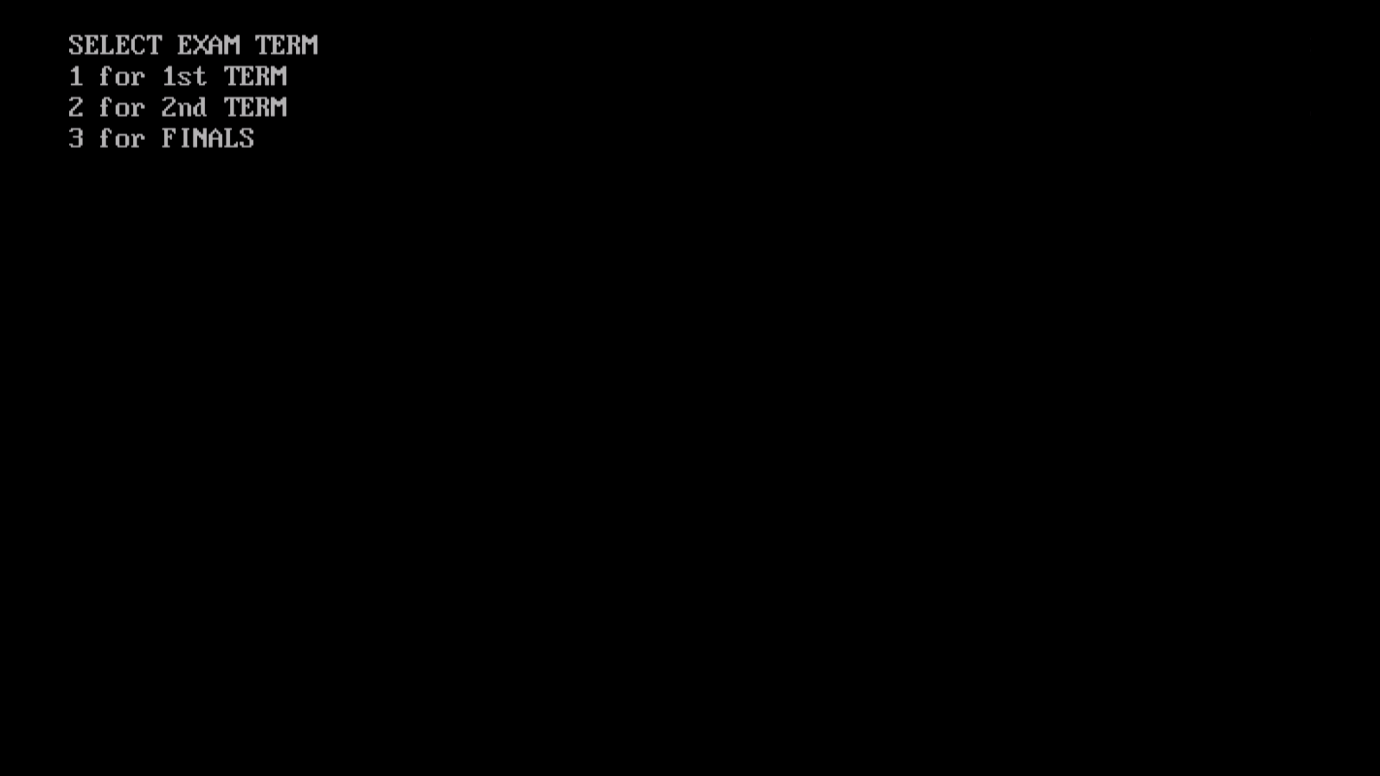 SELECT EXAM TERM
1 for 1st TERM
2 for 2nd TERM
3 for FINALS